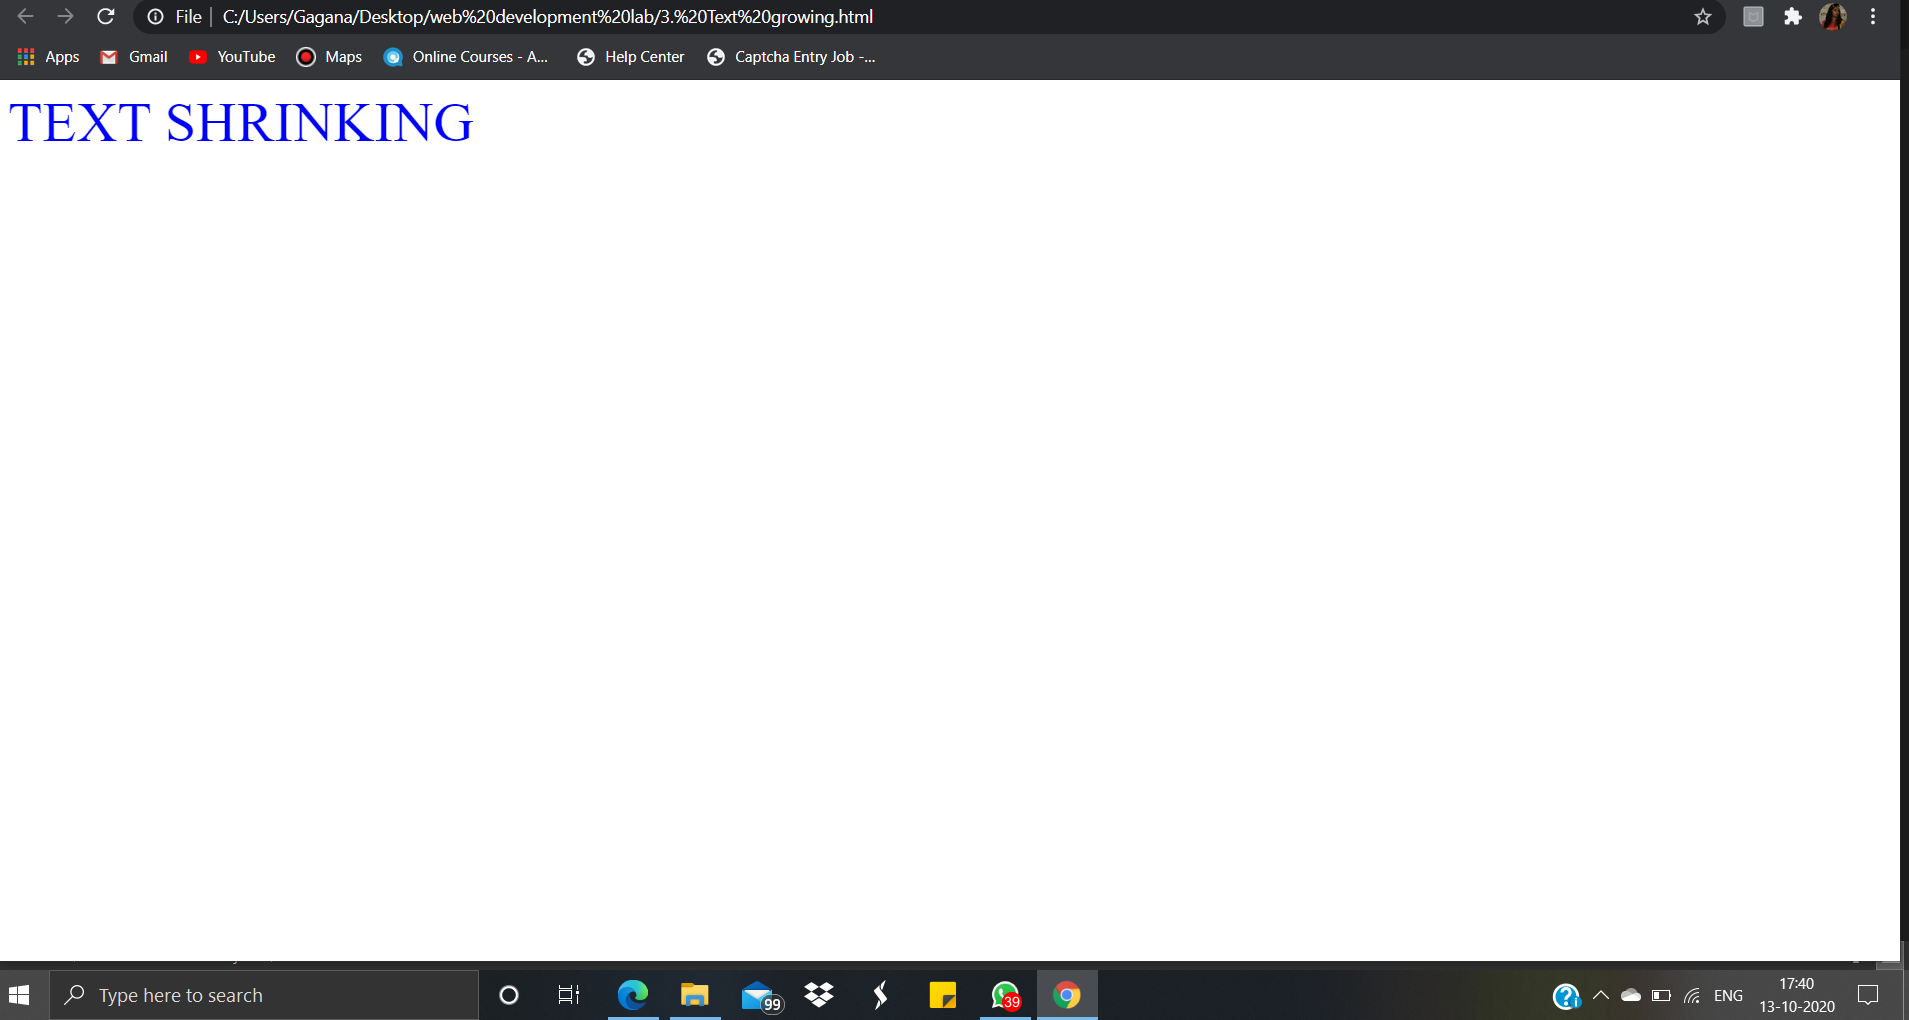 File | C:/Users/Gagana/Desktop/web%20development%20lab/3.%20Text%20growing.html
Apps Gmail YouTube Maps Online Courses - A... Help Center Captcha Entry Job -...
TEXT SHRINKING
Type here to search
99
39
ENG
17:40
13-10-2020